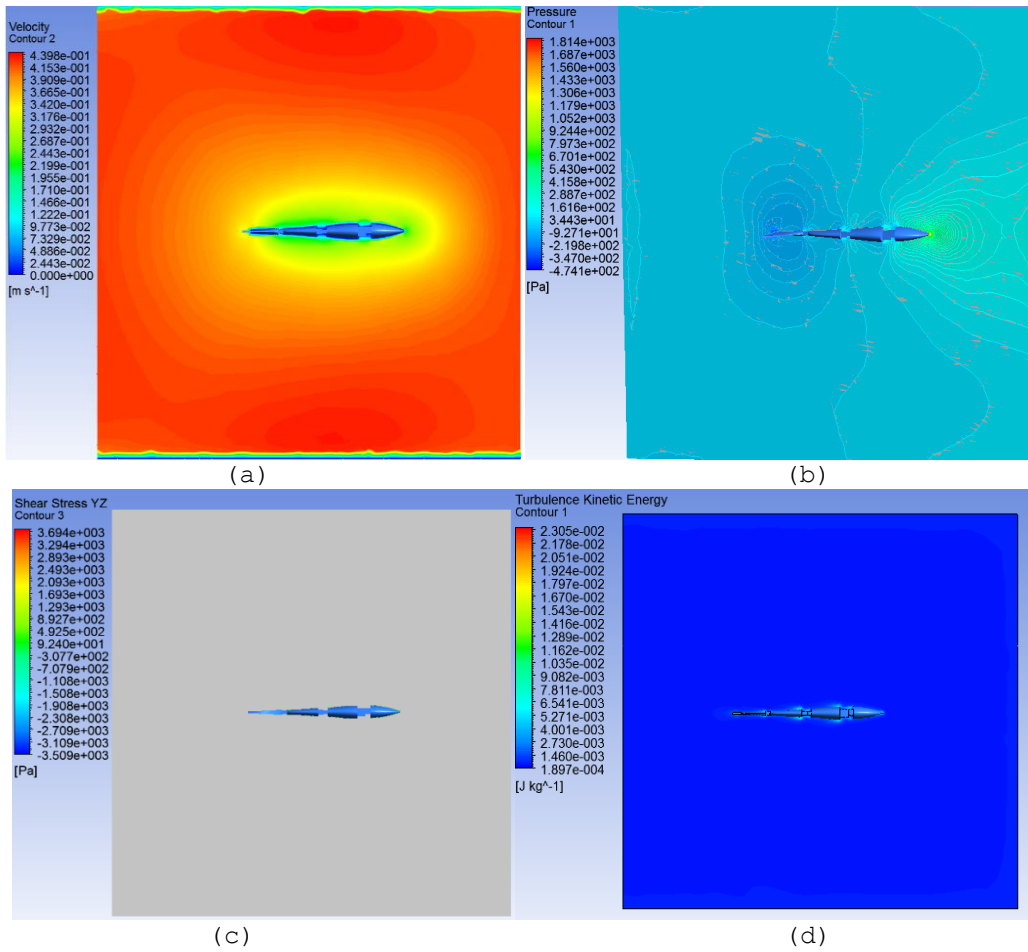 Velocity
Contour 2
4.398e-001
4.153e-001
3.909e-001
3.665e-001
3.420e-001
3.176e-001
2.932e-001
2.687e-001
2.443e-001
2.199e-001
1.955e-001
1.710e-001
1.466e-001
1.222e-001
9.773e-002
7.329e-002
4.886e-002
2.443e-002
0.000e+000
[m s^-1]
(a)
Pressure
Contour 1
1.814e+003
1.687e+003
1.560e+003
1.433e+003
1.306e+003
1.179e+003
1.052e+003
9.244e+002
7.973e+002
6.701e+002
5.430e+002
4.158e+002
2.887e+002
1.616e+002
3.443e+001
-9.271e+001
-2.198e+002
-3.470e+002
-4.741e+002
[Pa]
(b)
Shear Stress YZ
Contour 3
3.694e+003
3.294e+003
2.893e+003
2.493e+003
2.093e+003
1.693e+003
1.293e+003
8.927e+002
4.925e+002
9.240e+001
-3.077e+002
-7.079e+002
-1.108e+003
-1.508e+003
-1.908e+003
-2.308e+003
-2.709e+003
-3.109e+003
-3.509e+003
[Pa]
(c)
Turbulence Kinetic Energy
Contour 1
2.305e-002
2.178e-002
2.051e-002
1.924e-002
1.797e-002
1.670e-002
1.543e-002
1.416e-002
1.289e-002
1.162e-002
1.035e-002
9.082e-003
7.811e-003
6.541e-003
5.271e-003
4.001e-003
2.730e-003
1.460e-003
1.897e-004
[J kg^-1]
(d)